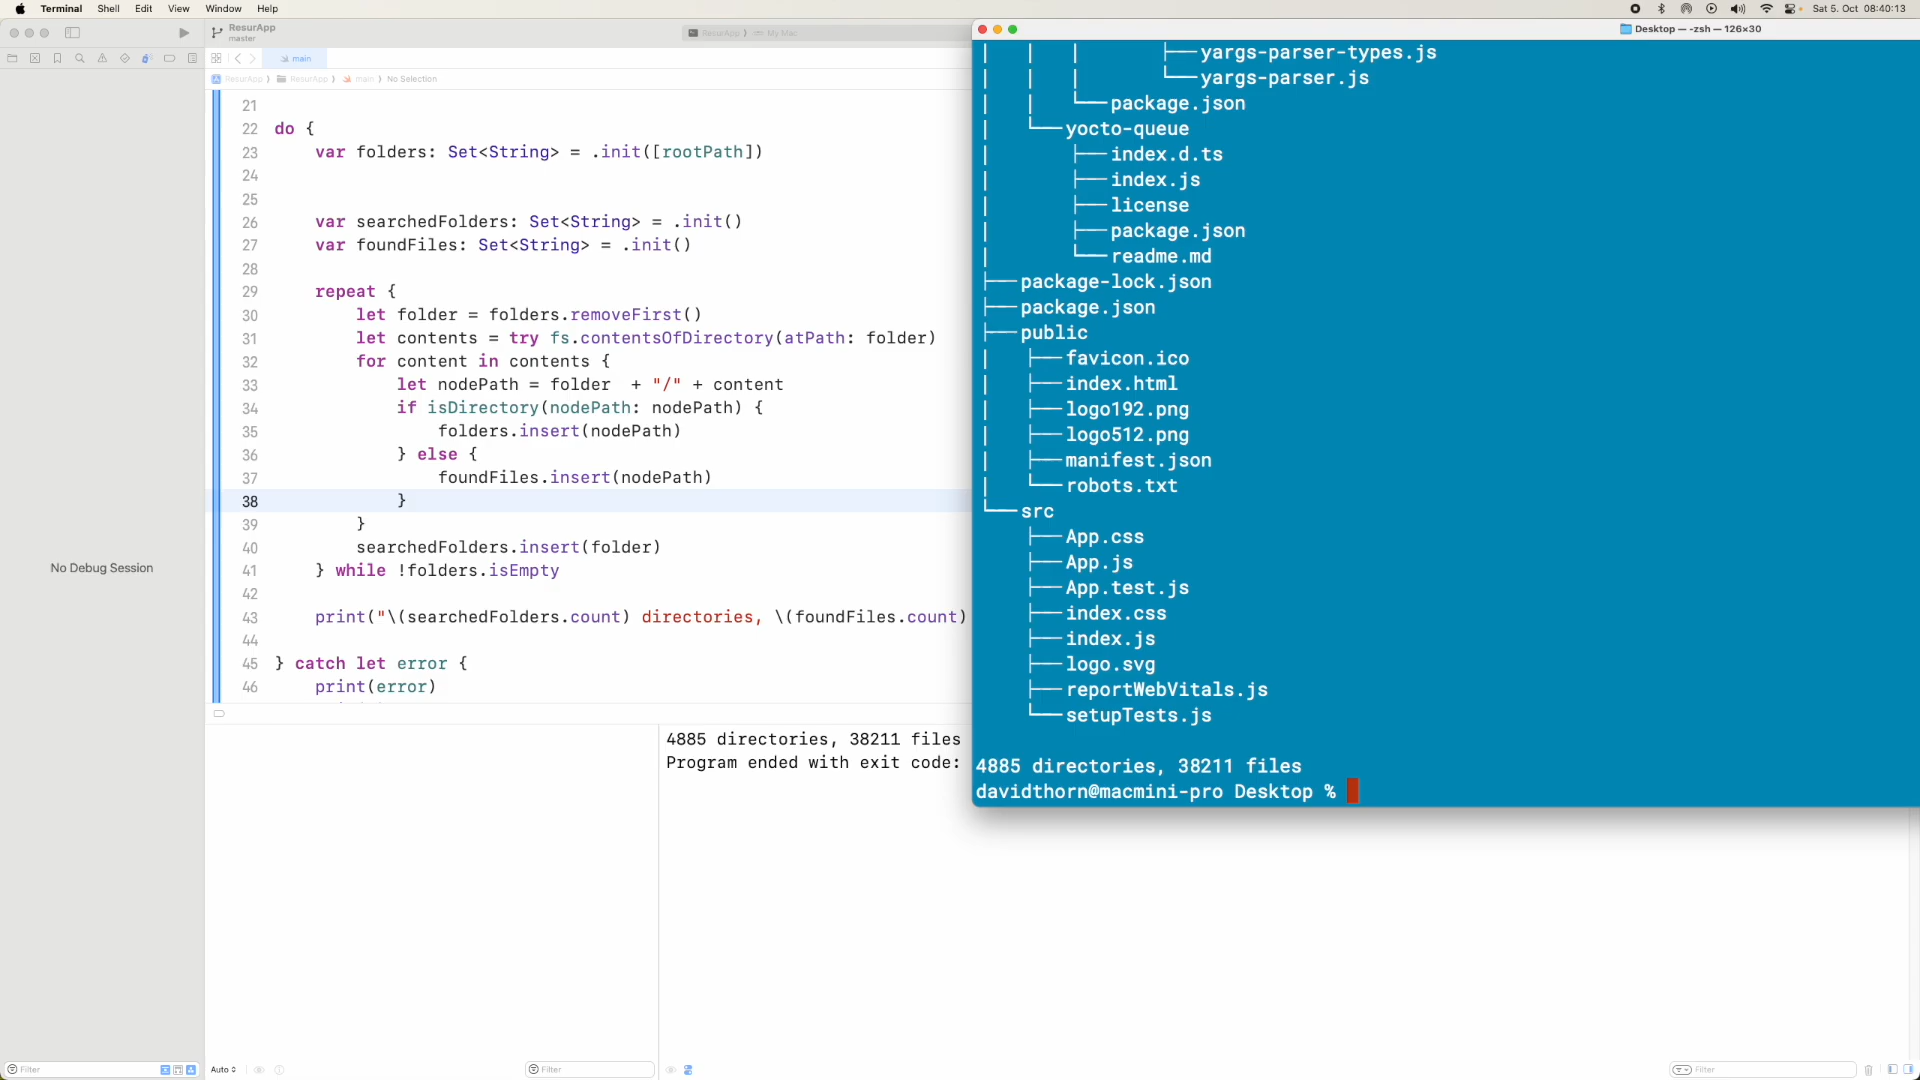 Terminal Shell Edit View Window Help
Sat 5. Oct 08:40:13
ResurApp
master
ResurApp 〉 My Mac
Desktop — -zsh — 126×30
main
ResurApp 〉 ResurApp 〉 main 〉 No Selection
21
22 do {
23 var folders: Set<String> = .init([rootPath])
24
25
26 var searchedFolders: Set<String> = .init()
27 var foundFiles: Set<String> = .init()
28
29 repeat {
30 let folder = folders.removeFirst()
31 let contents = try fs.contentsOfDirectory(atPath: folder)
32 for content in contents {
33 let nodePath = folder  + "/" + content
34 if isDirectory(nodePath: nodePath) {
35 folders.insert(nodePath)
36 } else {
37 foundFiles.insert(nodePath)
38 }
39 }
40 searchedFolders.insert(folder)
41 } while !folders.isEmpty
42
43 print("\(searchedFolders.count) directories, \(foundFiles.count)
44
45 } catch let error {
46 print(error)
No Debug Session
4885 directories, 38211 files
Program ended with exit code:
│ │ │ ├── yargs-parser-types.js
│ │ │ └── yargs-parser.js
│ │ └── package.json
│ └── yocto-queue
│ ├── index.d.ts
│ ├── index.js
│ ├── license
│ ├── package.json
│ └── readme.md
├── package-lock.json
├── package.json
├── public
│ ├── favicon.ico
│ ├── index.html
│ ├── logo192.png
│ ├── logo512.png
│ ├── manifest.json
│ └── robots.txt
└── src
├── App.css
├── App.js
├── App.test.js
├── index.css
├── index.js
├── logo.svg
├── reportWebVitals.js
└── setupTests.js
4885 directories, 38211 files
davidthorn@macmini-pro Desktop %
Filter
Auto
Filter
Filter